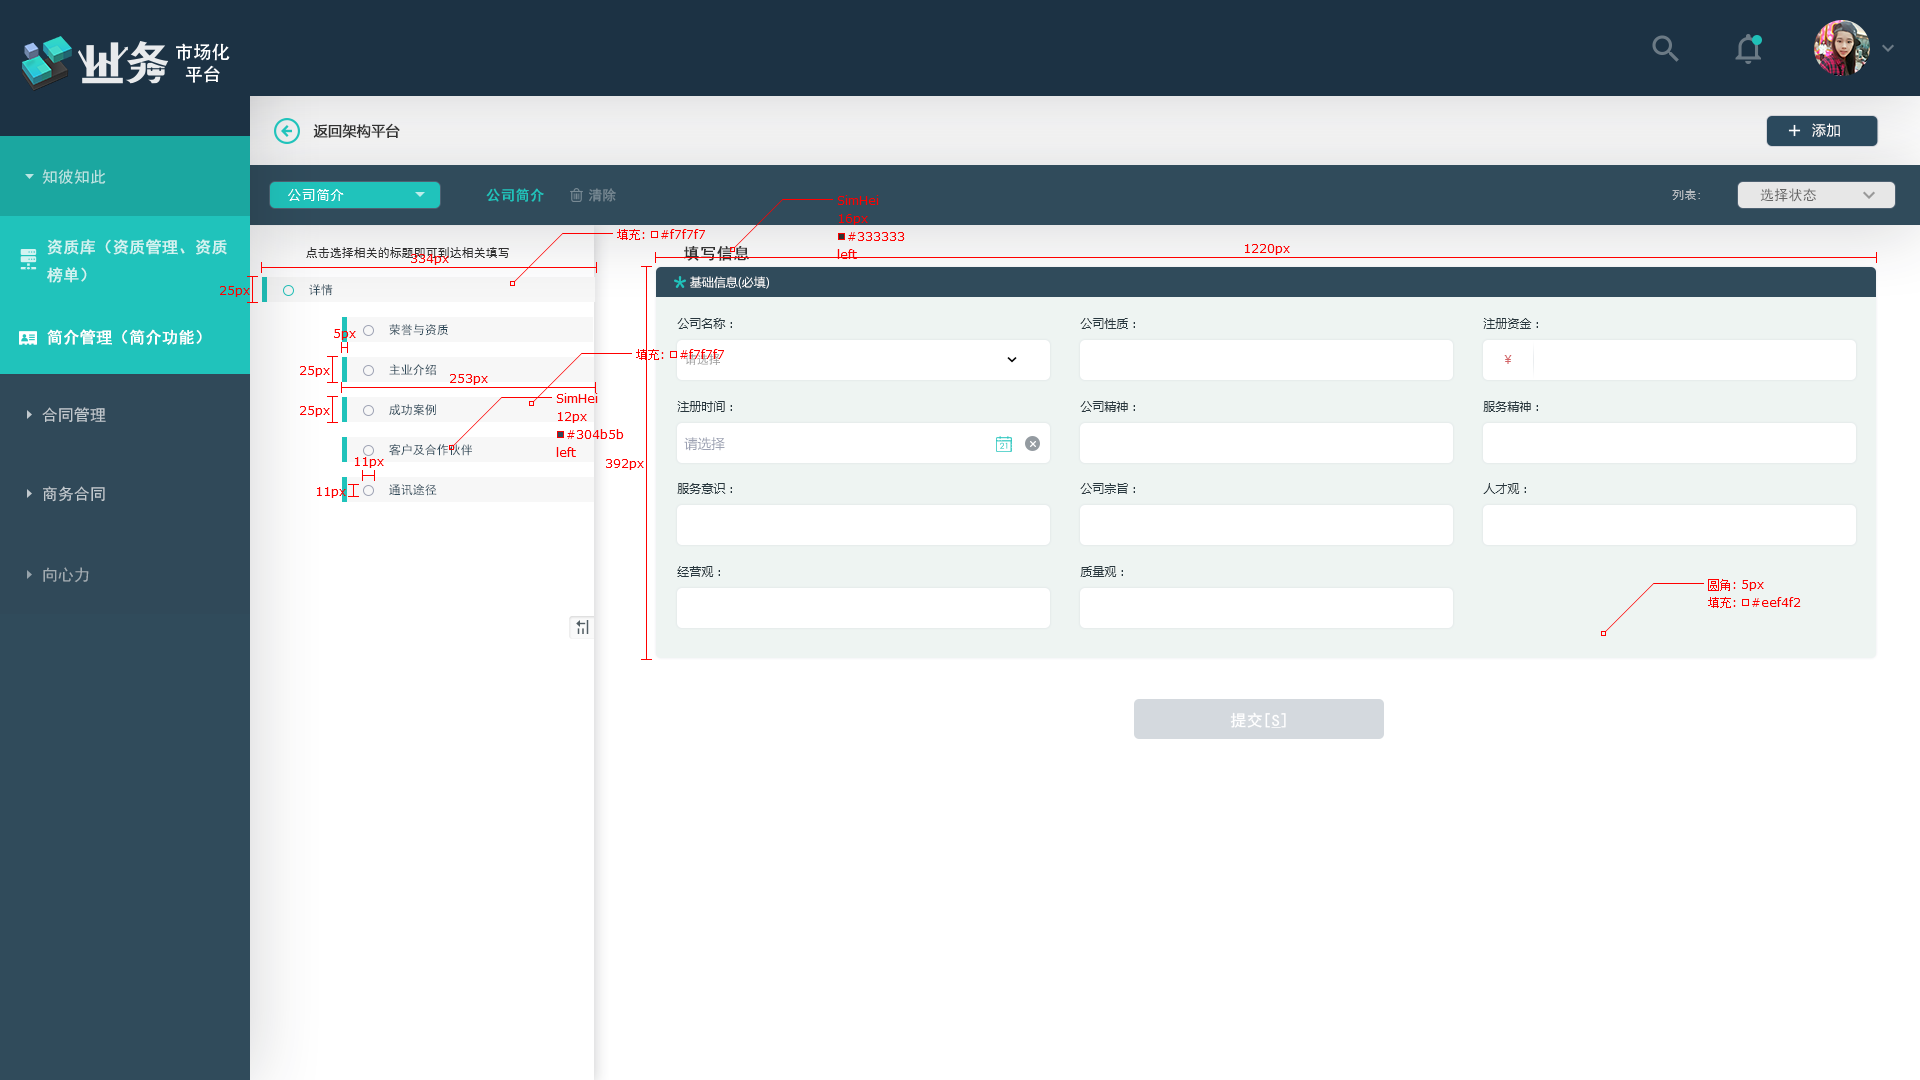 业务 市场化
平台
返回架构平台
添加
知彼知此
资质库（资质管理、资质
榜单）
简介管理（简介功能）
合同管理
商务合同
向心力
公司简介
公司简介
清除
列表:
选择状态
点击选择相关的标题即可到达相关填写
334px
填充: #f7f7f7
25px
详情
5px
荣誉与资质
25px
主业介绍
253px
25px
成功案例
填充: #f7f7f7
SimHei
12px
#304b5b
left
客户及合作伙伴
11px
11px
通讯途径
SimHei
16px
#333333
left
填写信息
1220px
392px
基础信息(必填)
公司名称：
公司性质：
注册资金：
请选择
¥
注册时间：
公司精神：
服务精神：
请选择
21
服务意识：
公司宗旨：
人才观：
经营观：
质量观：
圆角: 5px
填充: #eef4f2
提交[S]